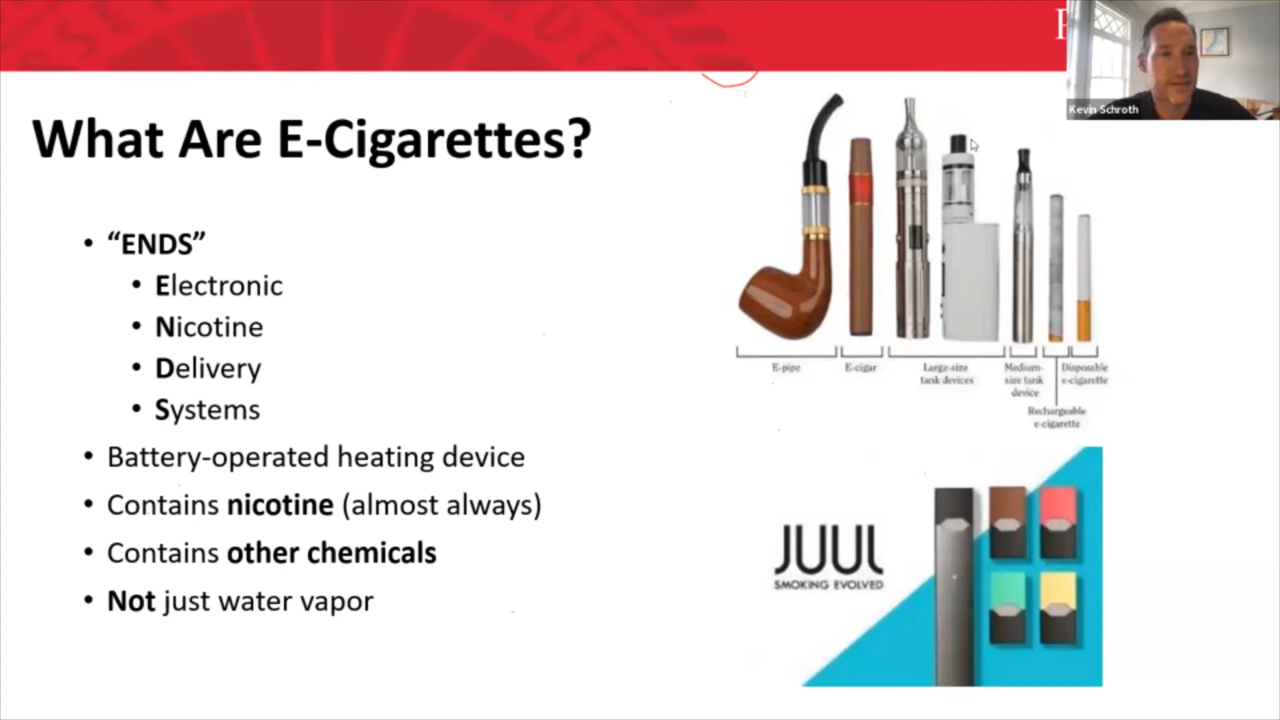 What Are E-Cigarettes?
• “ENDS”
• Electronic
• Nicotine
• Delivery
• Systems
• Battery-operated heating device
• Contains nicotine (almost always)
• Contains other chemicals
• Not just water vapor
Kevin Schroth
E-pipe
E-cigar
Large-size
tank devices
Medium-
size tank
device
Rechargeable
e-cigarette
Disposable
e-cigarette
JUUL
SMOKING EVOLVED